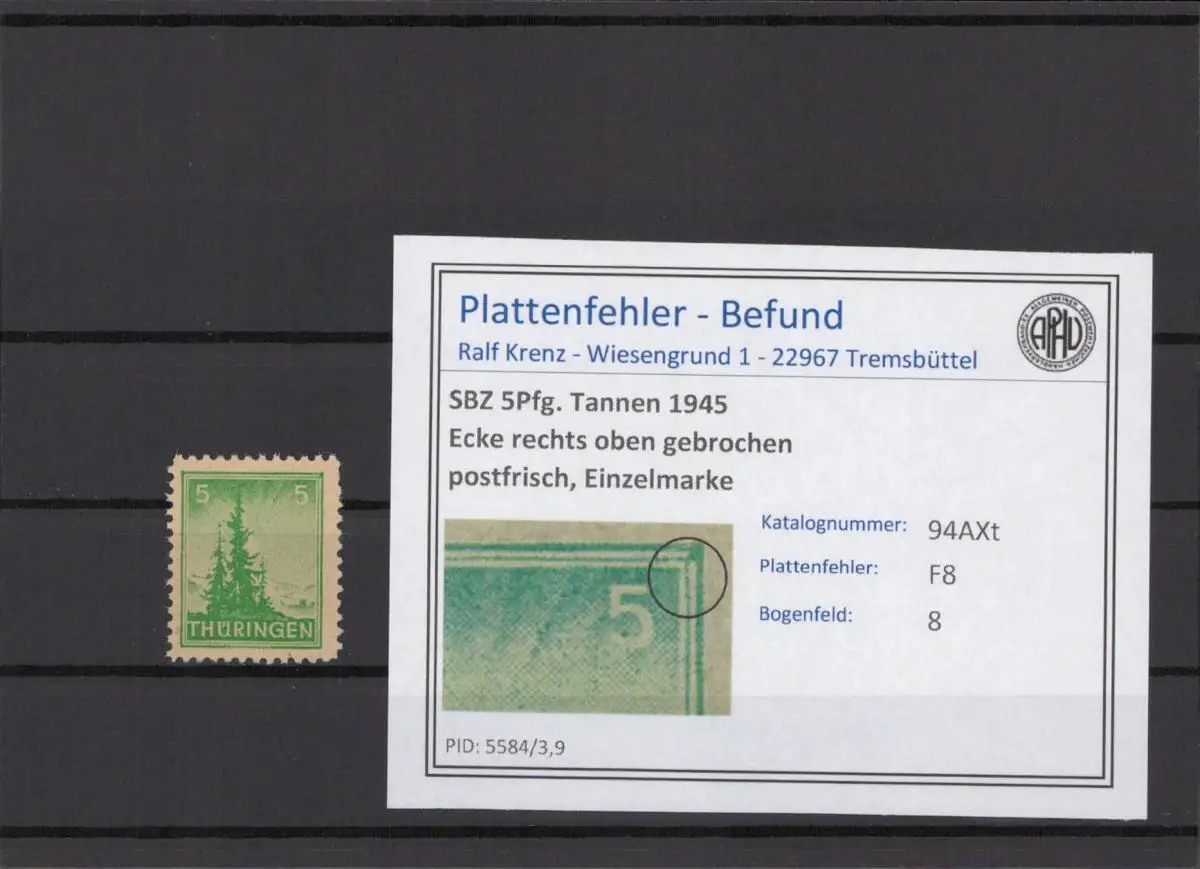 5 5
THÜRINGEN
Plattenfehler - Befund
Ralf Krenz - Wiesengrund 1 - 22967 Tremsbüttel
APHV
SBZ 5Pfg. Tannen 1945
Ecke rechts oben gebrochen
postfrisch, Einzelmarke
5
Katalognummer: 94AXt
Plattenfehler: F8
Bogenfeld: 8
PID: 5584/3,9